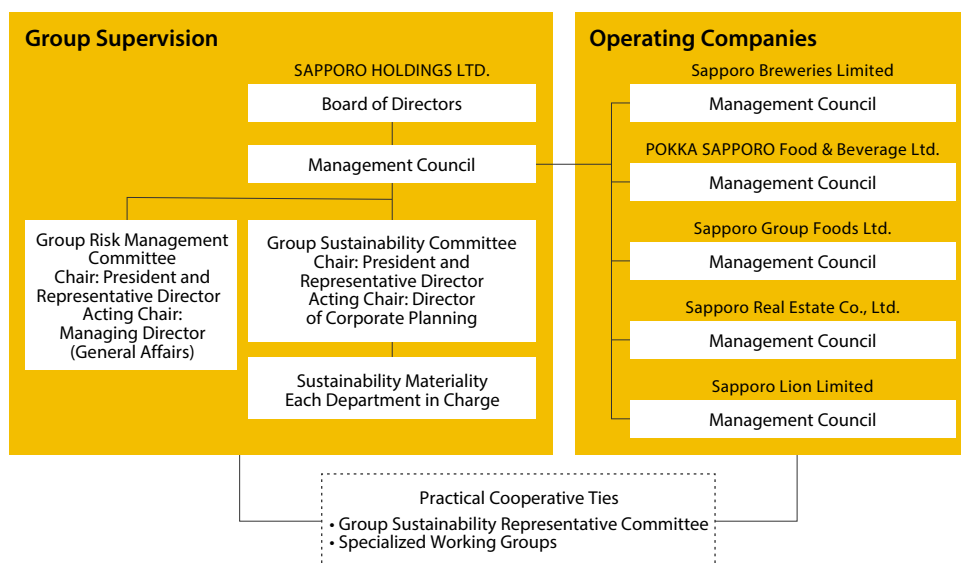 Group Supervision
SAPPORO HOLDINGS LTD.
Board of Directors
Management Council
Group Risk Management
Committee
Chair: President and
Representative Director
Acting Chair:
Managing Director
(General Affairs)
Group Sustainability Committee
Chair: President and
Representative Director
Acting Chair: Director
of Corporate Planning
Sustainability Materiality
Each Department in Charge
Operating Companies
Sapporo Breweries Limited
Management Council
POKKA SAPPORO Food & Beverage Ltd.
Management Council
Sapporo Group Foods Ltd.
Management Council
Sapporo Real Estate Co., Ltd.
Management Council
Sapporo Lion Limited
Management Council
Practical Cooperative Ties
• Group Sustainability Representative Committee
• Specialized Working Groups